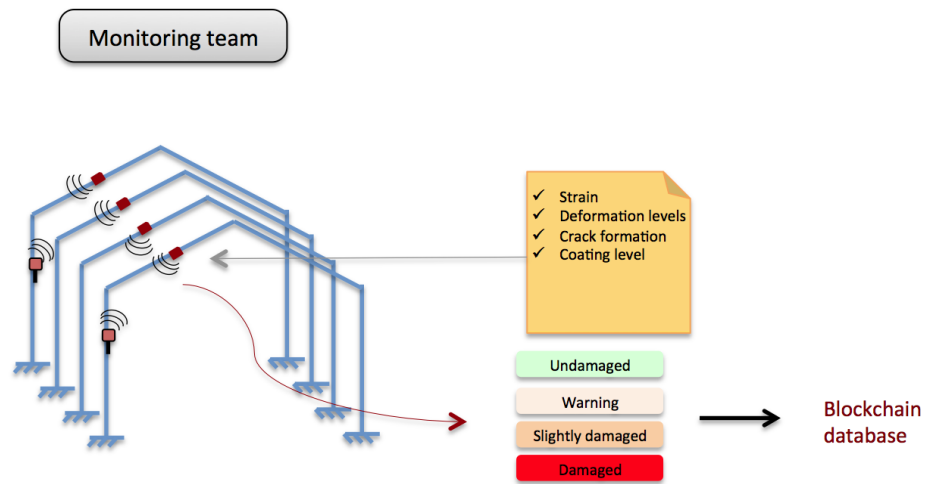 Monitoring team
✓ Strain
✓ Deformation levels
✓ Crack formation
✓ Coating level
Undamaged
Warning
Slightly damaged
Damaged
Blockchain
database